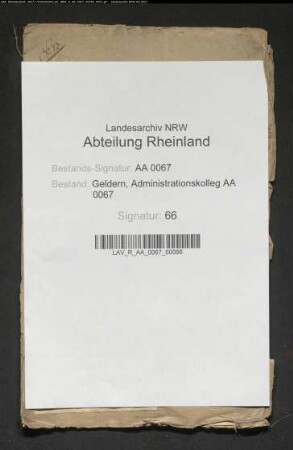 Landesarchiv NRW
Abteilung Rheinland
Bestands-Signatur: AA 0067
Bestand: Geldern, Administrationskolleg AA
0067
Signatur: 66
LAV_R_AA_0067_00066